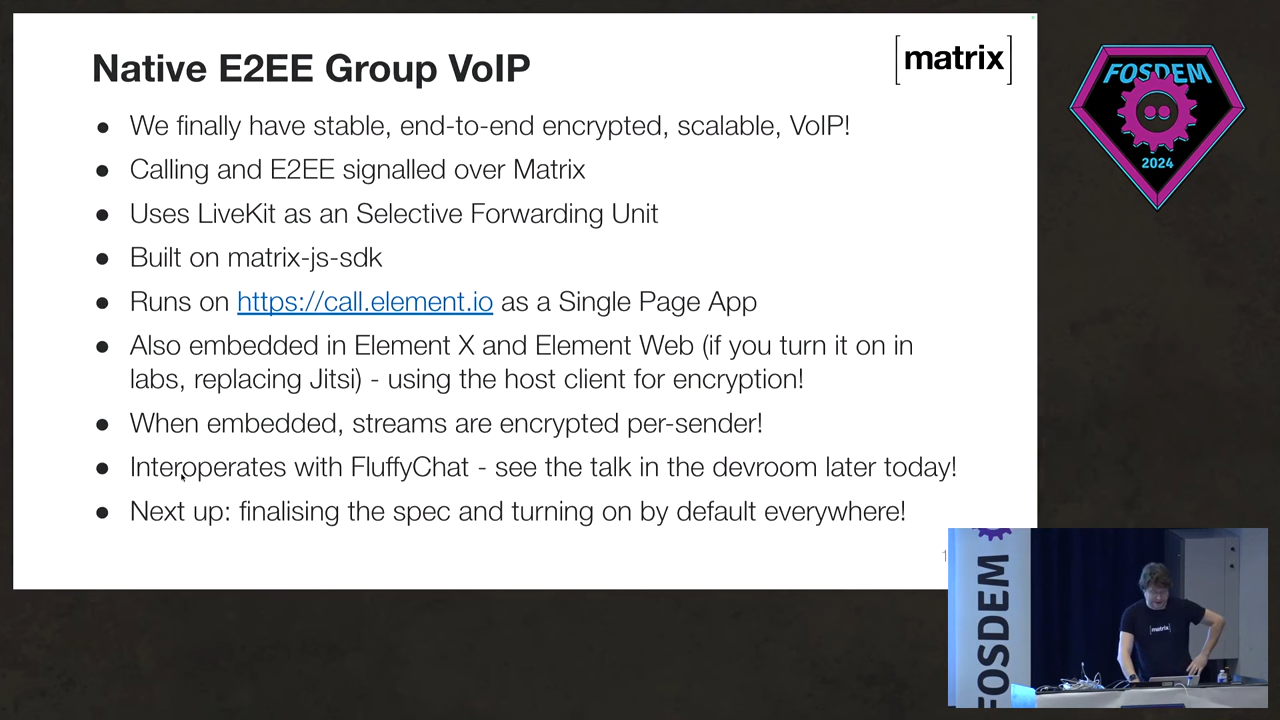 Native E2EE Group VoIP
[matrix]
● We finally have stable, end-to-end encrypted, scalable, VoIP!
● Calling and E2EE signalled over Matrix
● Uses LiveKit as an Selective Forwarding Unit
● Built on matrix-js-sdk
● Runs on https://call.element.io as a Single Page App
● Also embedded in Element X and Element Web (if you turn it on in
labs, replacing Jitsi) - using the host client for encryption!
● When embedded, streams are encrypted per-sender!
● Interoperates with FluffyChat - see the talk in the devroom later today!
● Next up: finalising the spec and turning on by default everywhere!
FOSDEM
2024
FOSDEM
[matrix]